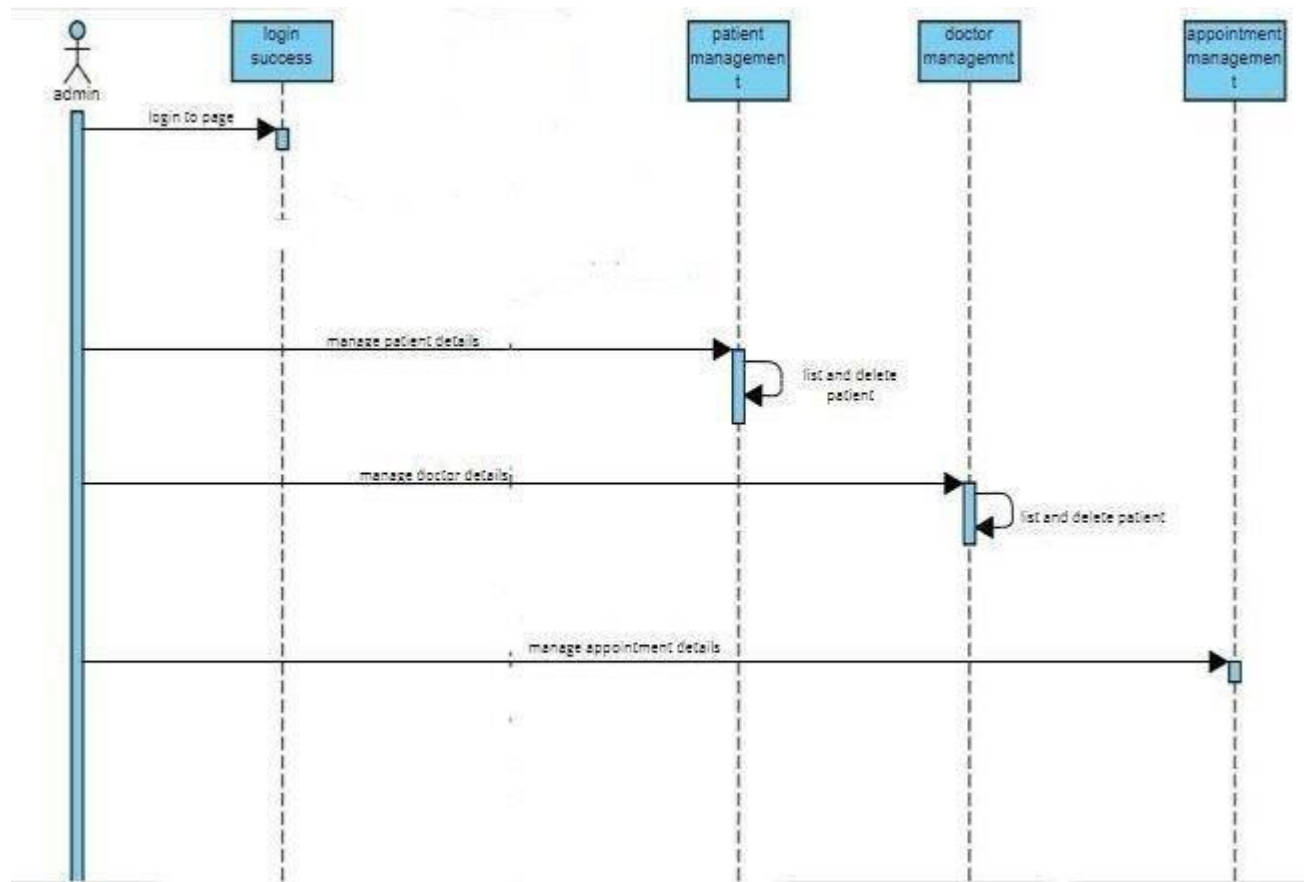 login
success
patient
managemen
t
doctor
managemnt
appointment
managemen
t
admin
login to page
manage patient details
list and delete
patient
manage doctor details
list and delete patient
manage appointment details